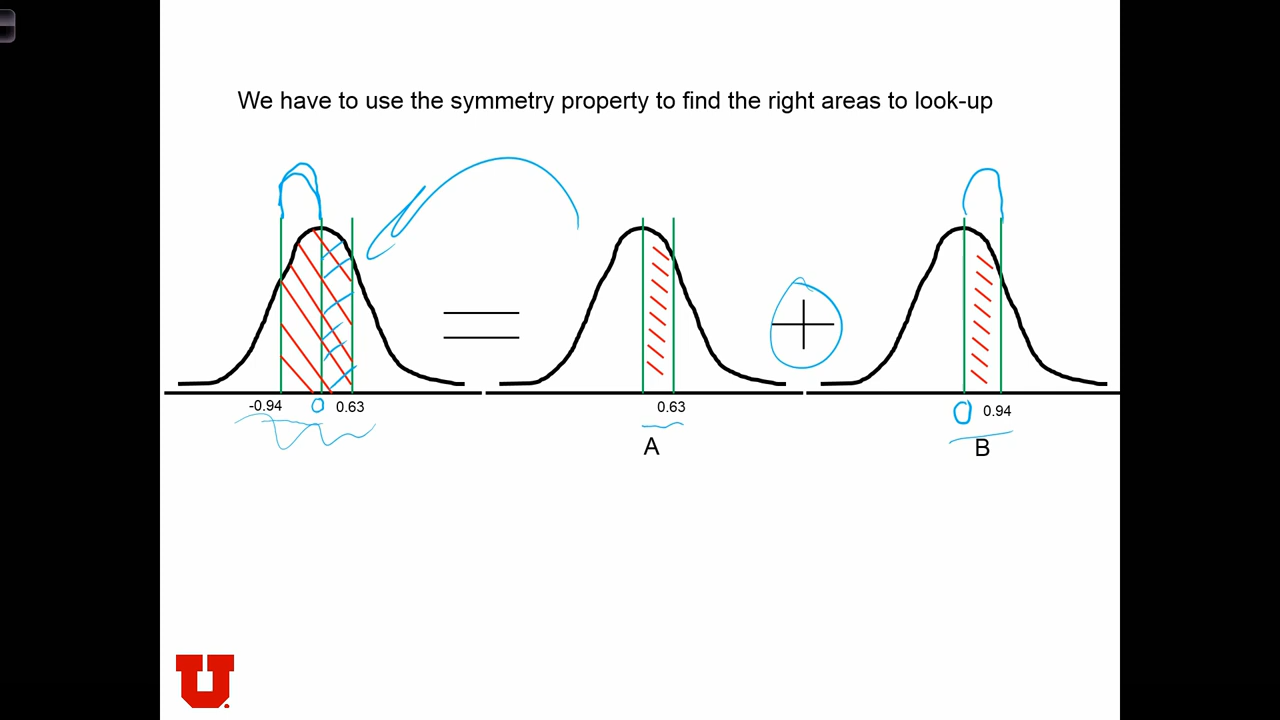 We have to use the symmetry property to find the right areas to look-up
-0.94 0 0.63
0.63
0 0.94
A
B
U